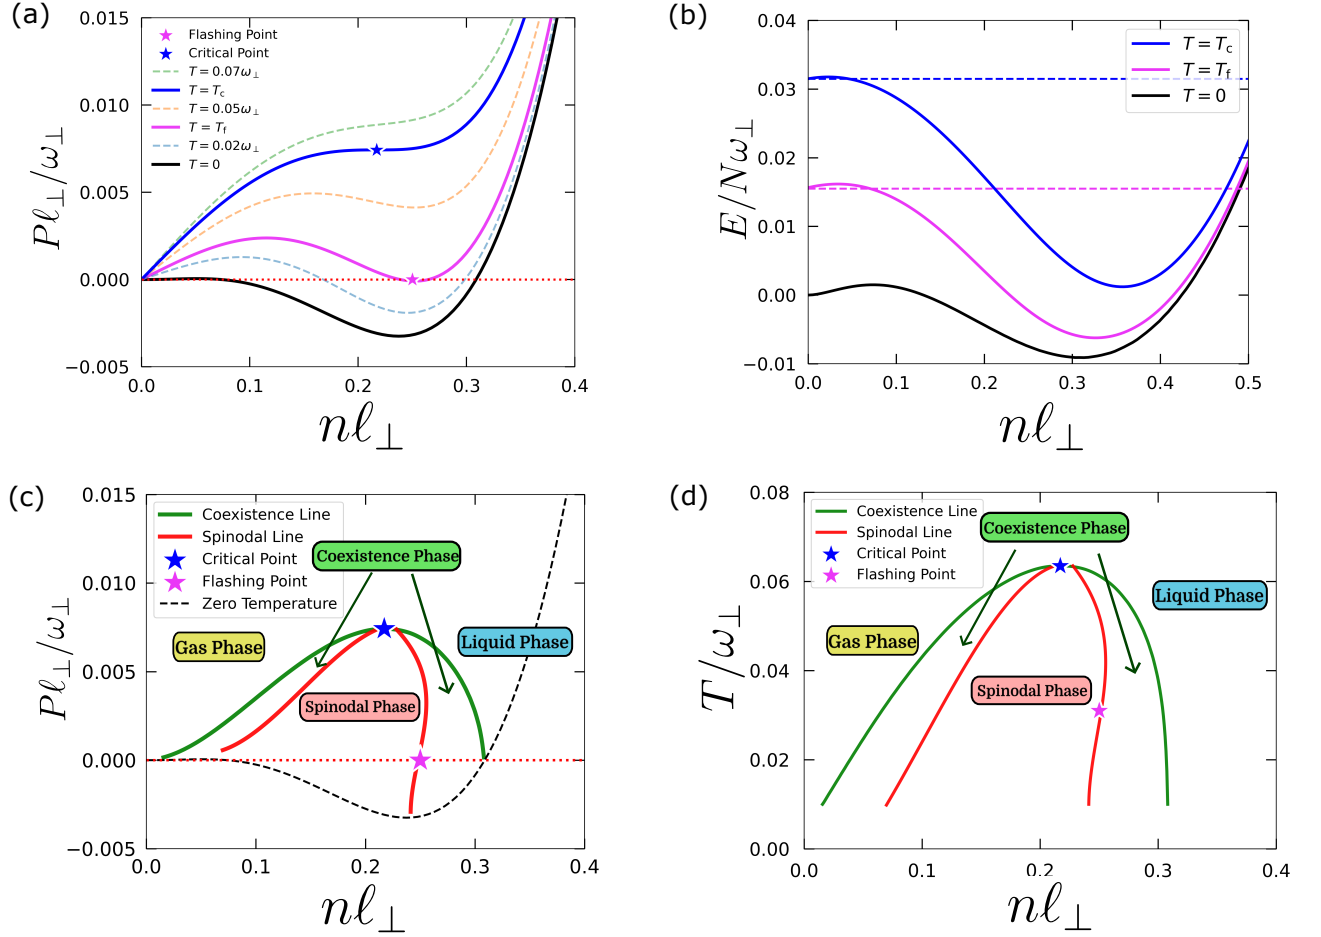 (a)
Pℓ⊥/ω⊥
0.015
0.010
0.005
0.000
−0.005
Flashing Point
Critical Point
T = 0.07ω⊥
T = Tc
T = 0.05ω⊥
T = Tf
T = 0.02ω⊥
T = 0
0.0 0.1 0.2 0.3 0.4
nℓ⊥
(b)
E/Nω⊥
0.04
0.03
0.02
0.01
0.00
−0.01
T = Tc
T = Tf
T = 0
0.0 0.1 0.2 0.3 0.4 0.5
nℓ⊥
(c)
Pℓ⊥/ω⊥
0.015
0.010
0.005
0.000
−0.005
Coexistence Line
Spinodal Line
Critical Point
Flashing Point
Zero Temperature
Coexistence Phase
Gas Phase
Liquid Phase
Spinodal Phase
0.0 0.1 0.2 0.3 0.4
nℓ⊥
(d)
T/ω⊥
0.08
0.06
0.04
0.02
0.00
Coexistence Line
Spinodal Line
Critical Point
Flashing Point
Coexistence Phase
Liquid Phase
Gas Phase
Spinodal Phase
0.0 0.1 0.2 0.3 0.4
nℓ⊥